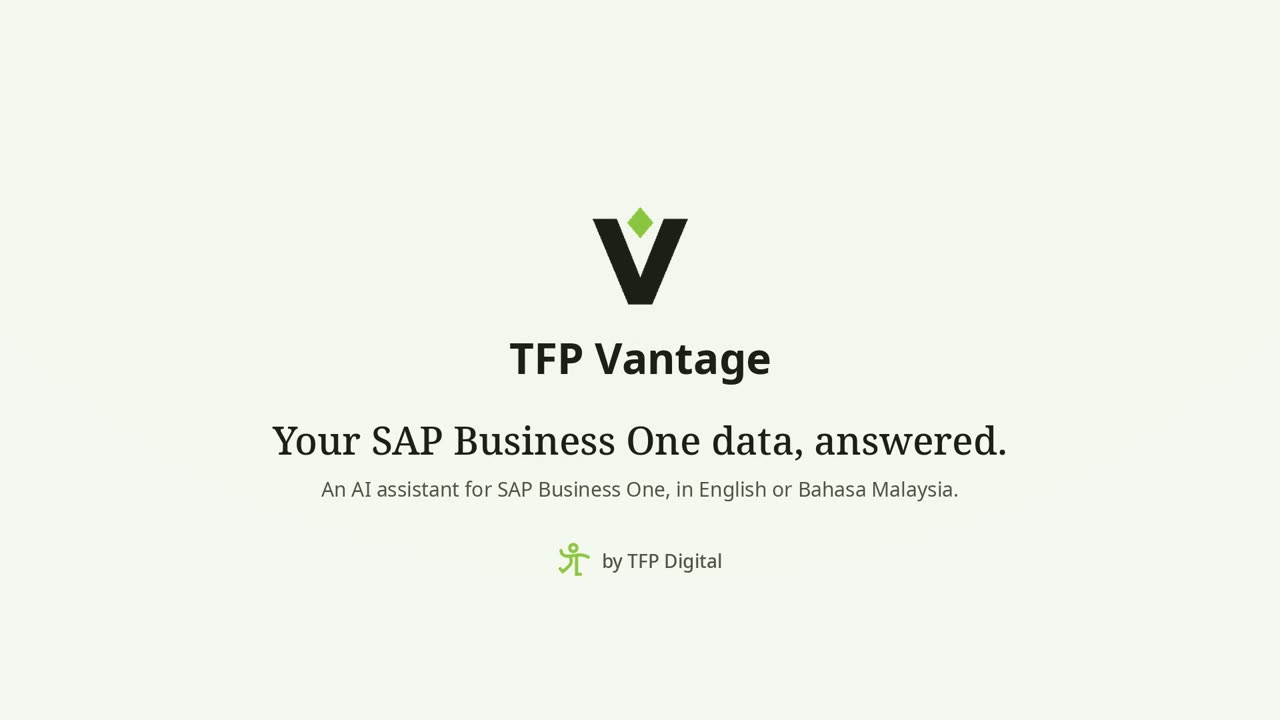 TFP Vantage
Your SAP Business One data, answered.
An AI assistant for SAP Business One, in English or Bahasa Malaysia.
by TFP Digital